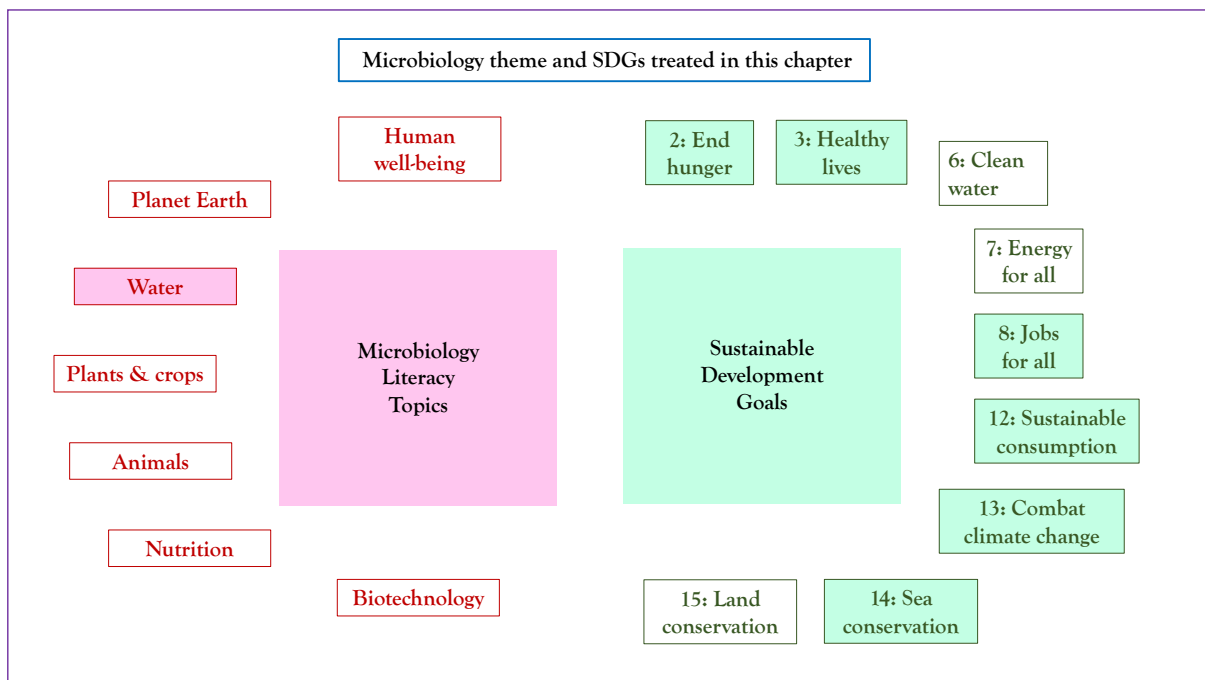 Microbiology theme and SDGs treated in this chapter
Human
well-being
Planet Earth
Water
Plants & crops
Animals
Nutrition
Biotechnology
Microbiology
Literacy
Topics
Sustainable
Development
Goals
2: End
hunger
3: Healthy
lives
6: Clean
water
7: Energy
for all
8: Jobs
for all
12: Sustainable
consumption
13: Combat
climate change
14: Sea
conservation
15: Land
conservation